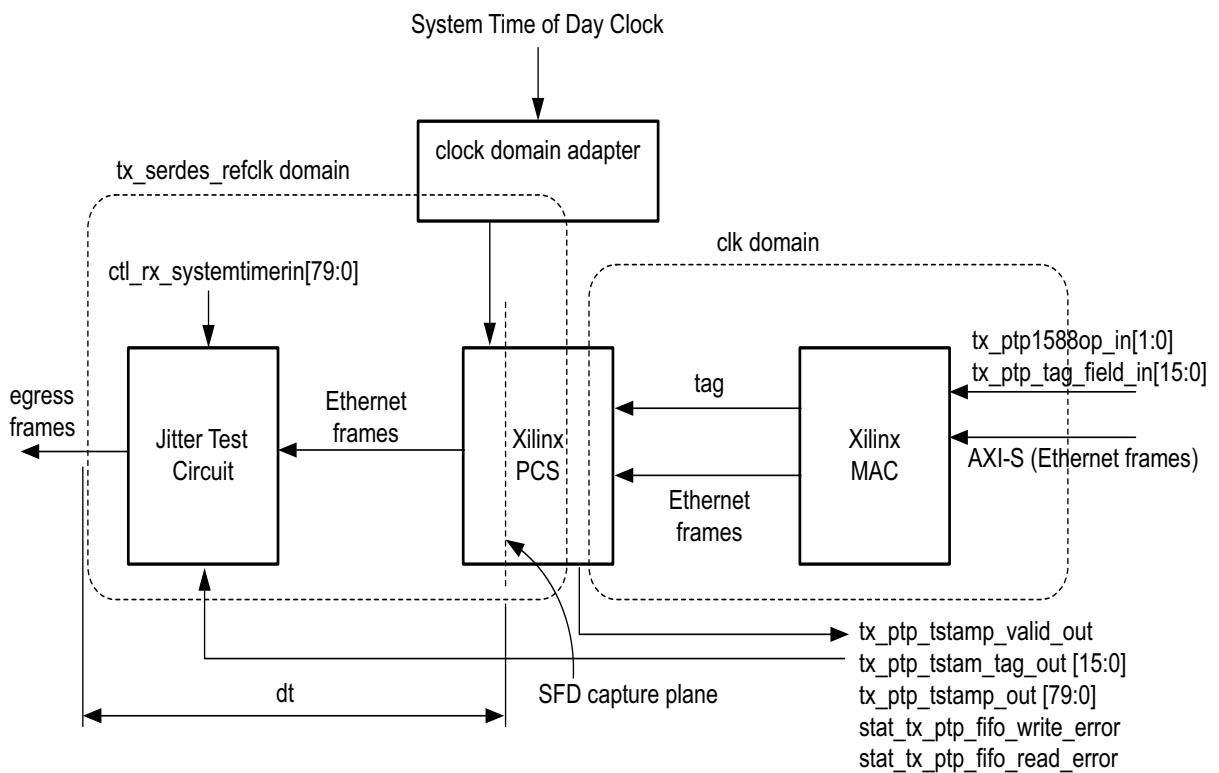 System Time of Day Clock
clock domain adapter
tx_serdes_refclk domain
clk domain
ctl_rx_systemtimerin[79:0]
tx_ptp1588op_in[1:0]
tx_ptp_tag_field_in[15:0]
egress
frames
Jitter Test
Circuit
Ethernet
frames
Xilinx
PCS
tag
Ethernet
frames
Xilinx
MAC
AXI-S (Ethernet frames)
dt
SFD capture plane
tx_ptp_tstamp_valid_out
tx_ptp_tstam_tag_out [15:0]
tx_ptp_tstamp_out [79:0]
stat_tx_ptp_fifo_write_error
stat_tx_ptp_fifo_read_error